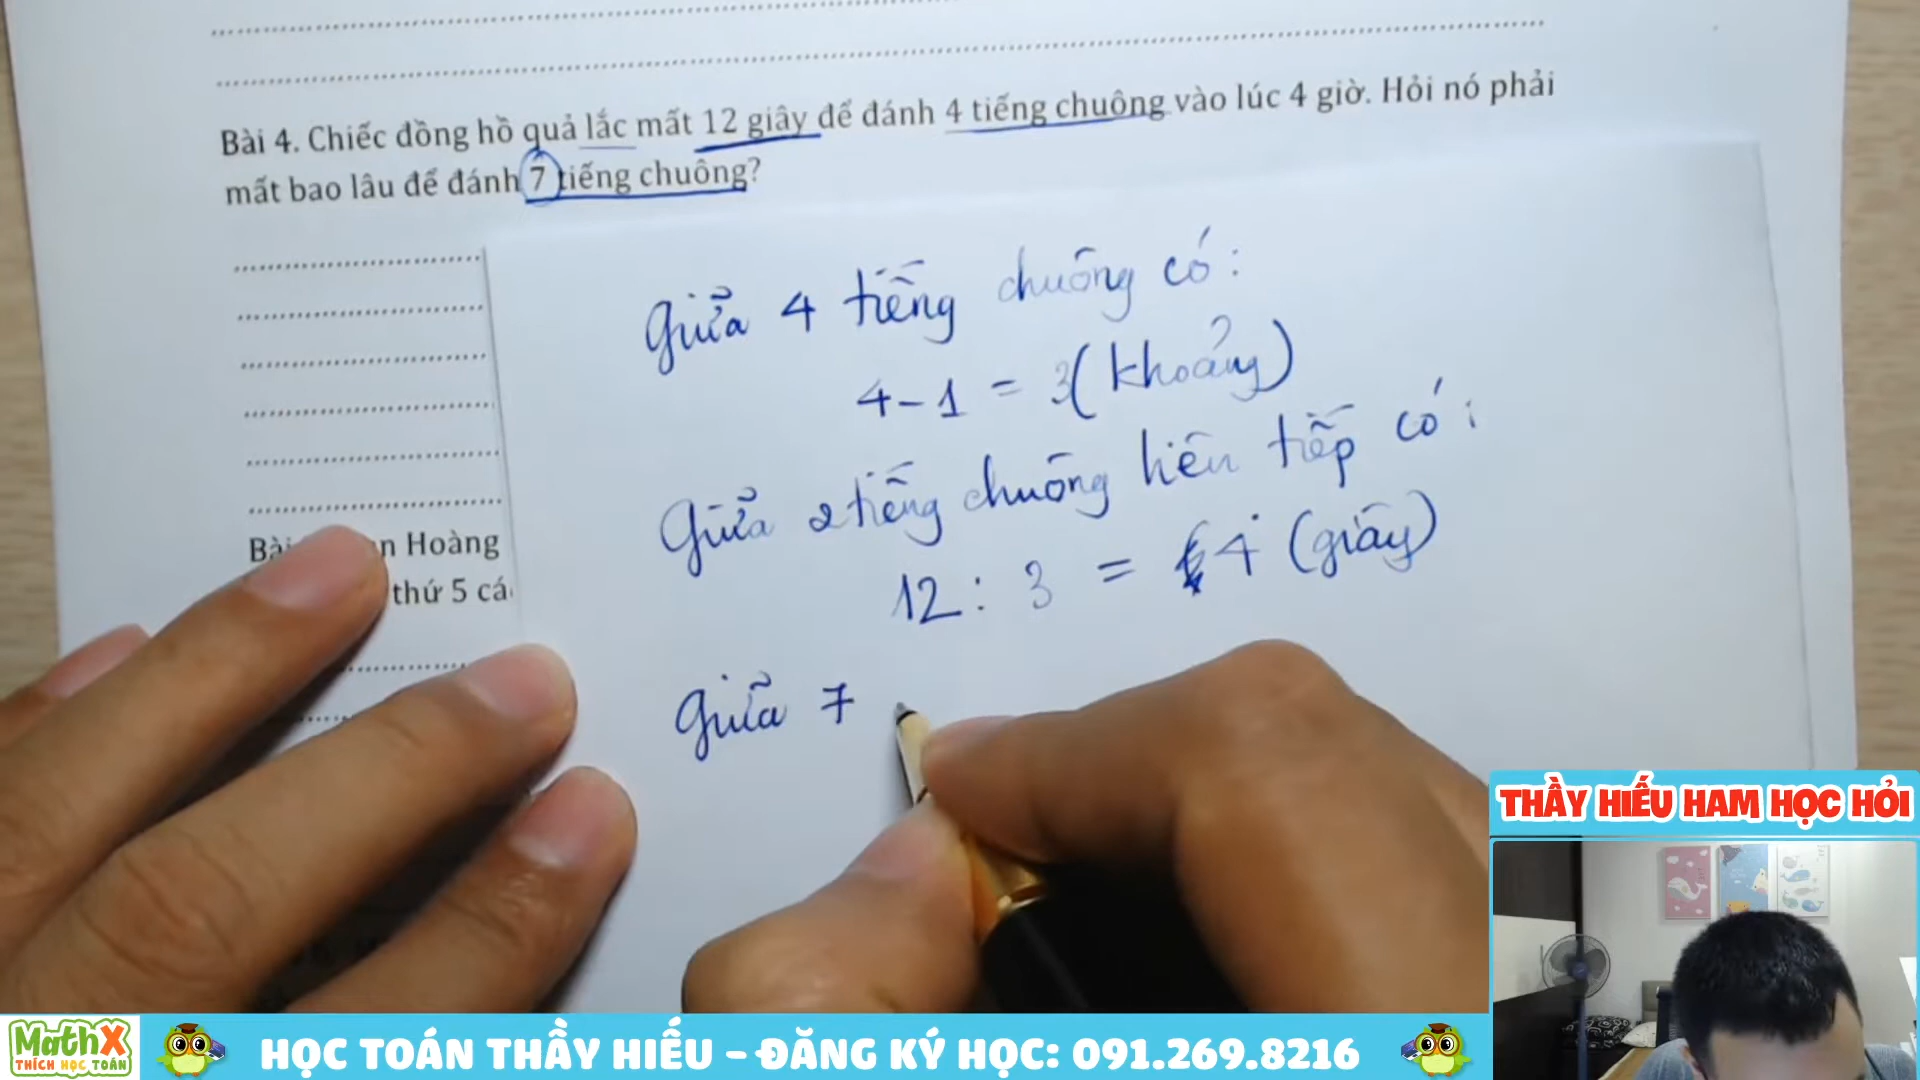 Bài 4. Chiếc đồng hồ quả lắc mất 12 giây để đánh 4 tiếng chuông vào lúc 4 giờ. Hỏi nó phải
mất bao lâu để đánh 7 tiếng chuông?
Giữa 4 tiếng chuông có:
4-1 = 3 (khoảng)
Giữa 2 tiếng chuông liên tiếp có:
12 : 3 = 4 (giây)
Giữa 7
n Hoàng
thứ 5 cá
THẦY HIẾU HAM HỌC HỎI
MathX
THÍCH HỌC TOÁN
HỌC TOÁN THẦY HIẾU - ĐĂNG KÝ HỌC: 091.269.8216